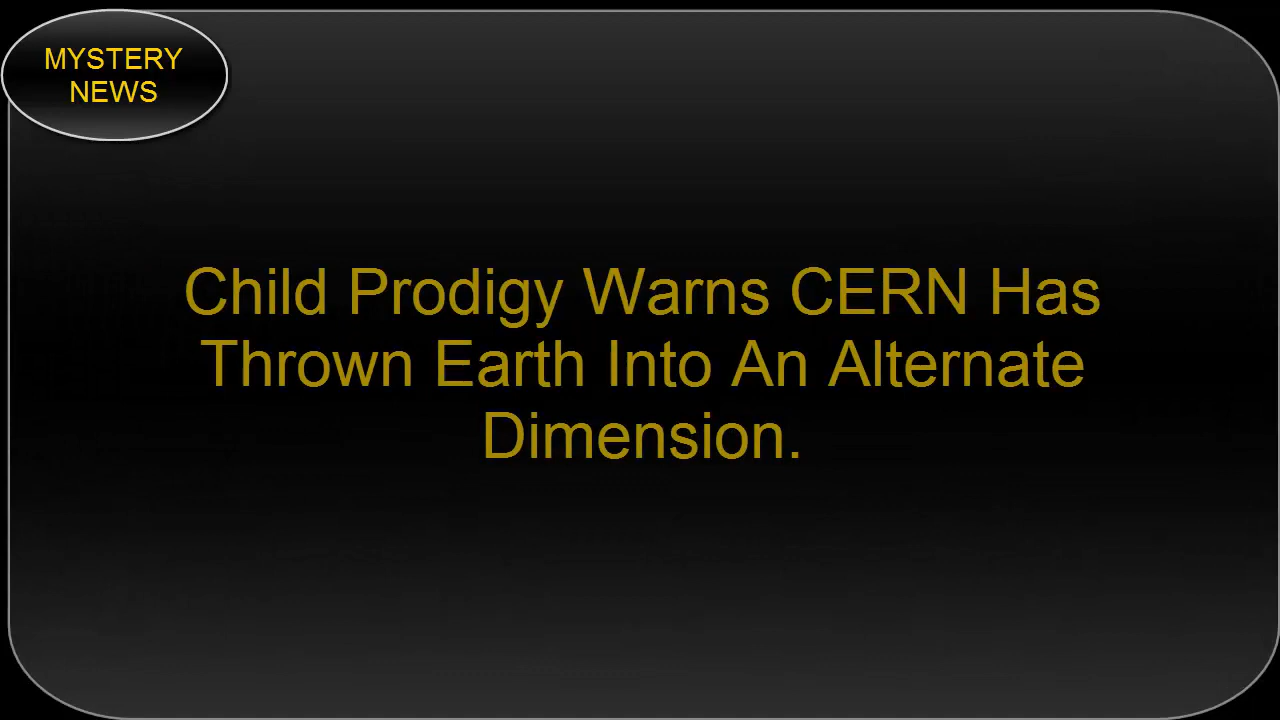 MYSTERY
NEWS
Child Prodigy Warns CERN Has
Thrown Earth Into An Alternate
Dimension.